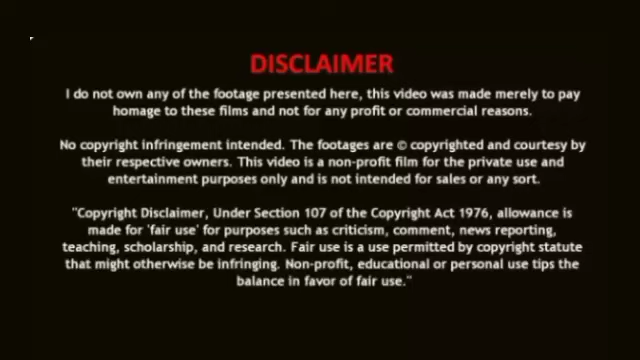 DISCLAIMER
I do not own any of the footage presented here, this video was made merely to pay
homage to these films and not for any profit or commercial reasons.
No copyright infringement intended. The footages are © copyrighted and courtesy by
their respective owners. This video is a non-profit film for the private use and
entertainment purposes only and is not intended for sales or any sort.
"Copyright Disclaimer, Under Section 107 of the Copyright Act 1976, allowance is
made for 'fair use' for purposes such as criticism, comment, news reporting,
teaching, scholarship, and research. Fair use is a use permitted by copyright statute
that might otherwise be infringing. Non-profit, educational or personal use tips the
balance in favor of fair use."